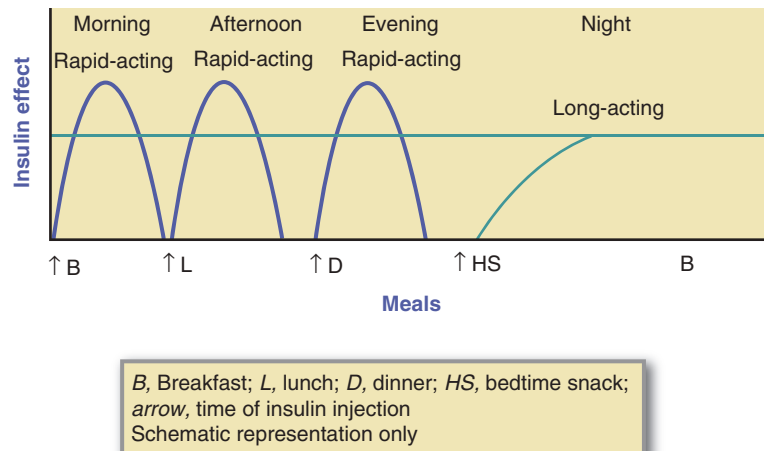 Morning Afternoon Evening Night
Rapid-acting Rapid-acting Rapid-acting
Long-acting
Insulin effect
↑ B ↑ L ↑ D ↑ HS B
Meals
B, Breakfast; L, lunch; D, dinner; HS, bedtime snack;
arrow, time of insulin injection
Schematic representation only